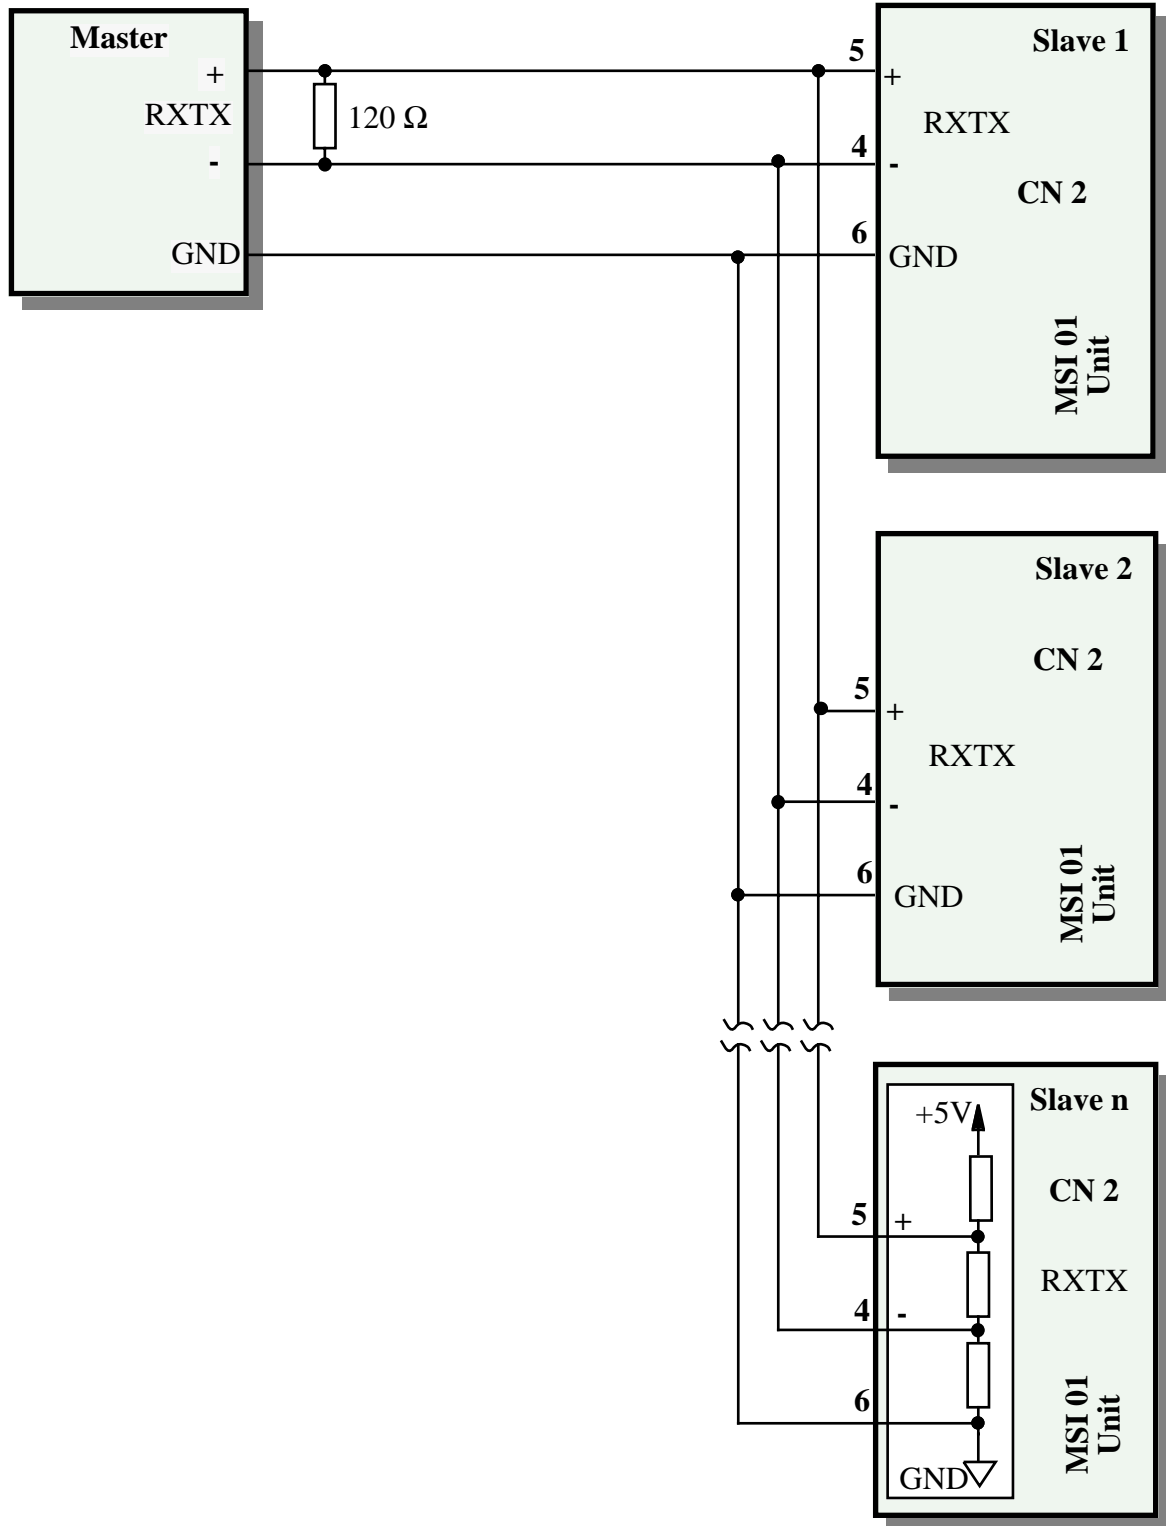 Master
+
RXTX
-
GND
120 Ω
Slave 1
5
+
RXTX
4
-
CN 2
6
GND
MSI 01
Unit
Slave 2
CN 2
5
+
RXTX
4
-
6
GND
MSI 01
Unit
Slave n
+5V
CN 2
5
+
RXTX
4
-
6
MSI 01
Unit
GND